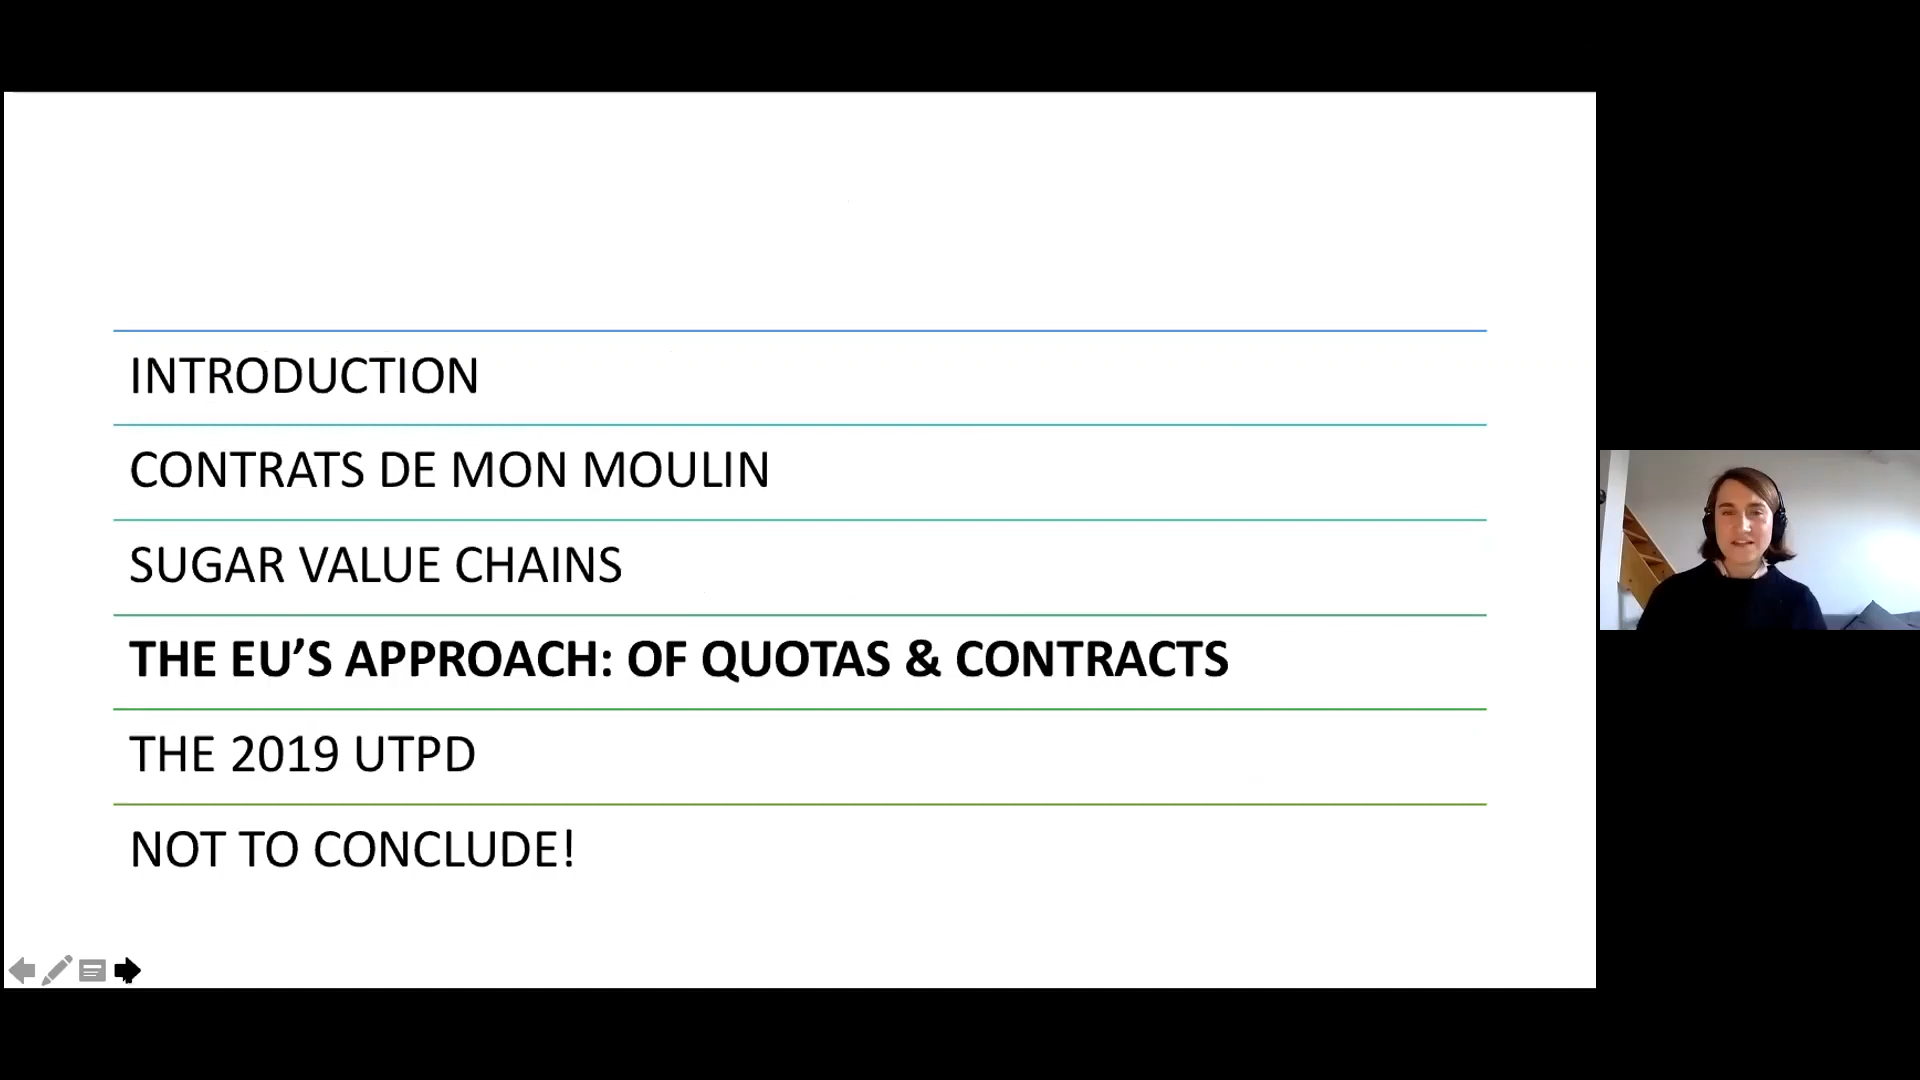 INTRODUCTION
CONTRATS DE MON MOULIN
SUGAR VALUE CHAINS
THE EU’S APPROACH: OF QUOTAS & CONTRACTS
THE 2019 UTPD
NOT TO CONCLUDE!